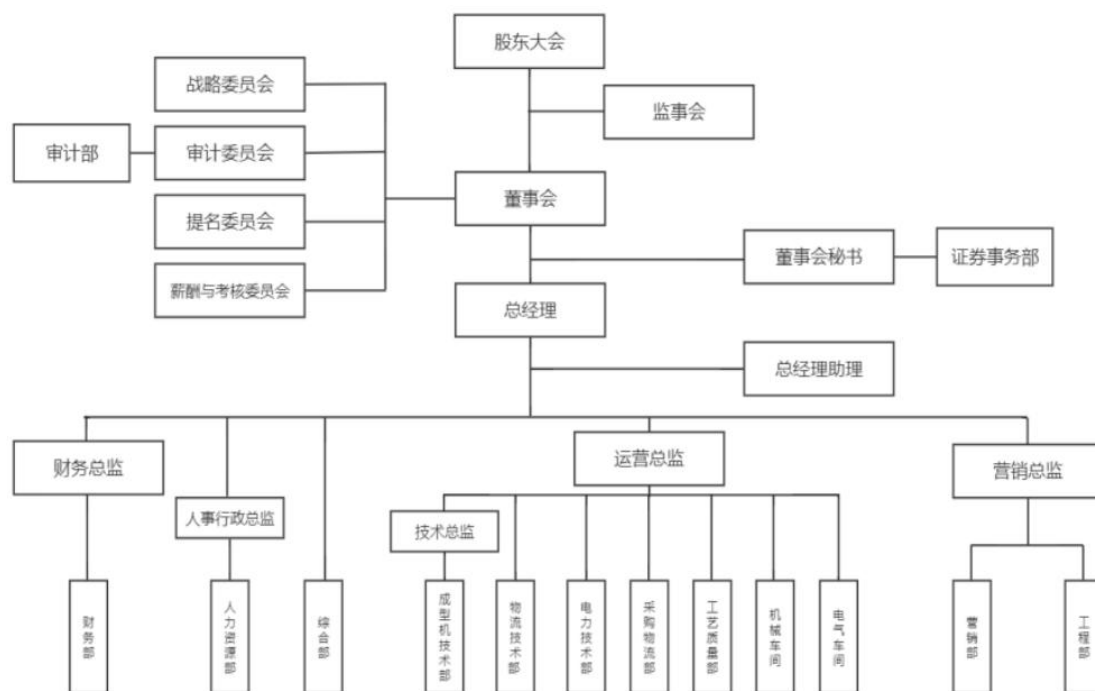 股东大会
战略委员会
监事会
审计部
审计委员会
董事会
提名委员会
董事会秘书
证券事务部
薪酬与考核委员会
总经理
总经理助理
财务总监
运营总监
营销总监
人事行政总监
技术总监
财务部
人力资源部
综合部
成型机技术部
物流技术部
电力技术部
采购物流部
工艺质量部
机械车间
电气车间
营销部
工程部